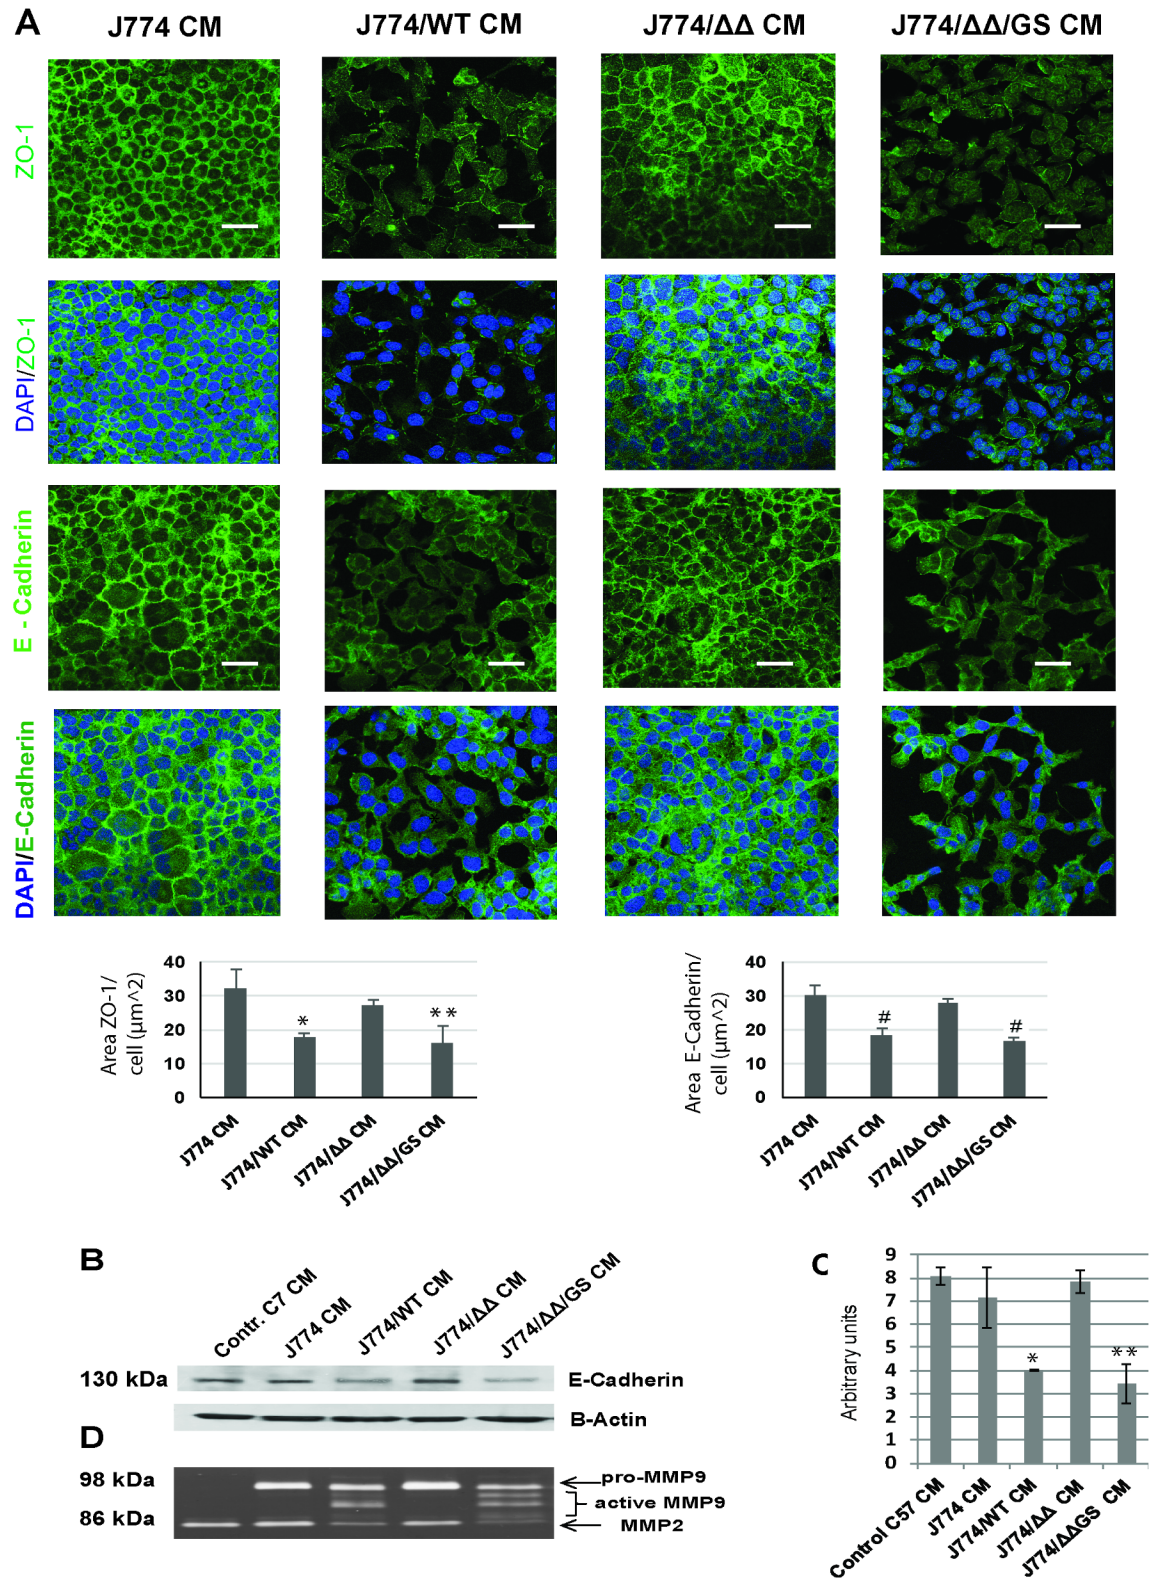 A
J774 CM
J774/WT CM
J774/ΔΔ CM
J774/ΔΔ/GS CM
ZO-1
DAPI/ZO-1
E - Cadherin
DAPI/E-Cadherin
Area ZO-1/
cell (µm^2)
40
30
20
10
0
*
**
J774 CM
J774/WT CM
J774/ΔΔ CM
J774/ΔΔ/GS CM
Area E-Cadherin/
cell (µm^2)
40
30
20
10
0
#
#
J774 CM
J774/WT CM
J774/ΔΔ CM
J774/ΔΔ/GS CM
B
Contr. C7 CM
J774 CM
J774/WT CM
J774/ΔΔ CM
J774/ΔΔ/GS CM
130 kDa
E-Cadherin
B-Actin
D
98 kDa
86 kDa
pro-MMP9
active MMP9
MMP2
C
Arbitrary units
9
8
7
6
5
4
3
2
1
0
*
**
Control C57 CM
J774 CM
J774/WT CM
J774/ΔΔ CM
J774/ΔΔGS CM